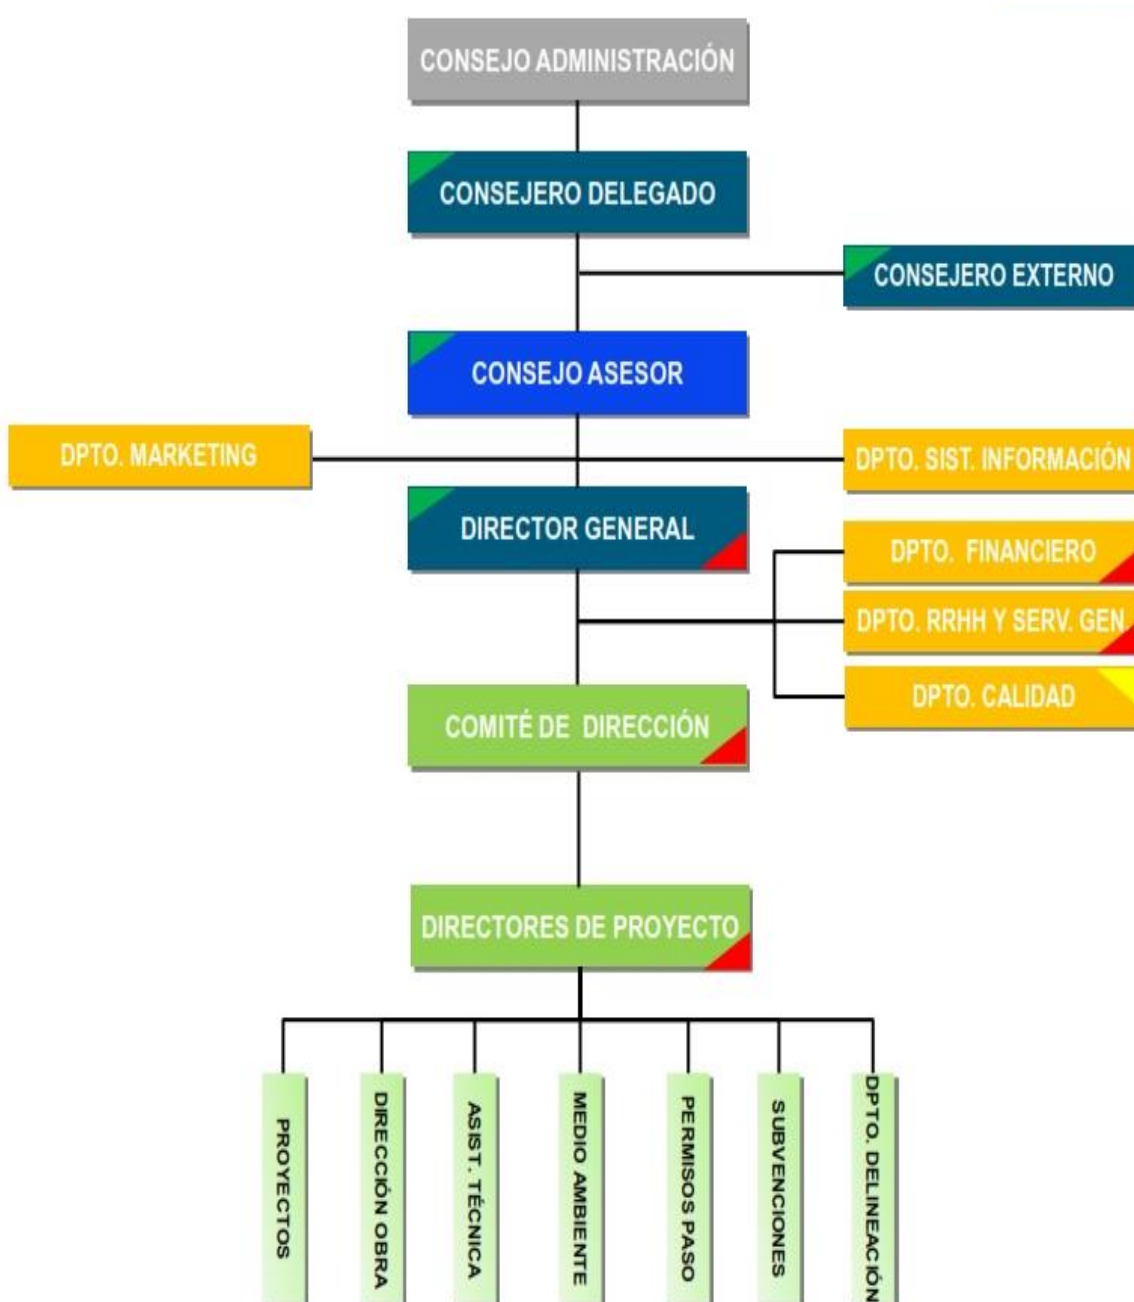 CONSEJO ADMINISTRACIÓN
CONSEJERO DELEGADO
CONSEJERO EXTERNO
CONSEJO ASESOR
DPTO. MARKETING
DPTO. SIST. INFORMACIÓN
DIRECTOR GENERAL
DPTO. FINANCIERO
DPTO. RRHH Y SERV. GEN
DPTO. CALIDAD
COMITÉ DE DIRECCIÓN
DIRECTORES DE PROYECTO
PROYECTOS
DIRECCIÓN OBRA
ASIST. TÉCNICA
MEDIO AMBIENTE
PERMISOS PASO
SUBVENCIONES
DPTO. DELINEACIÓN